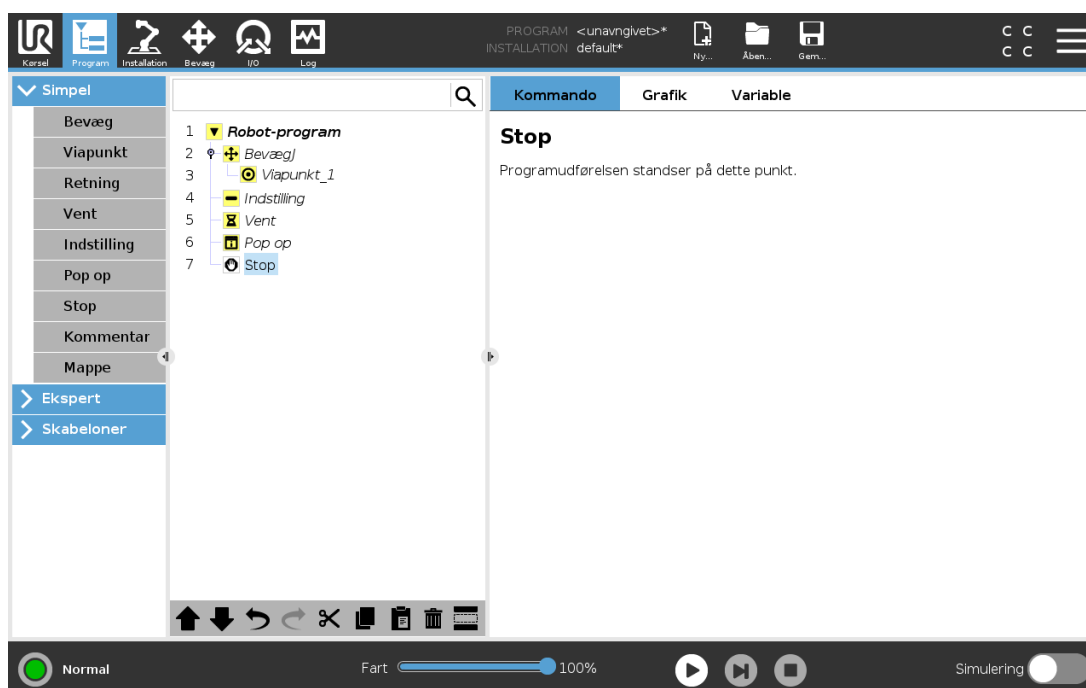 PROGRAM <unavngivet>*
INSTALLATION default*
Kørsel
Program
Installation
Bevæg
I/O
Log
Ny...
Åben...
Gem...
C C
C C
Simpel
Bevæg
Viapunkt
Retning
Vent
Indstilling
Pop op
Stop
Kommentar
Mappe
Ekspert
Skabeloner
1 Robot-program
2 BevægJ
3 Viapunkt_1
4 Indstilling
5 Vent
6 Pop op
7 Stop
Kommando
Grafik
Variable
Stop
Programudførelsen standser på dette punkt.
Normal
Fart 100%
Simulering